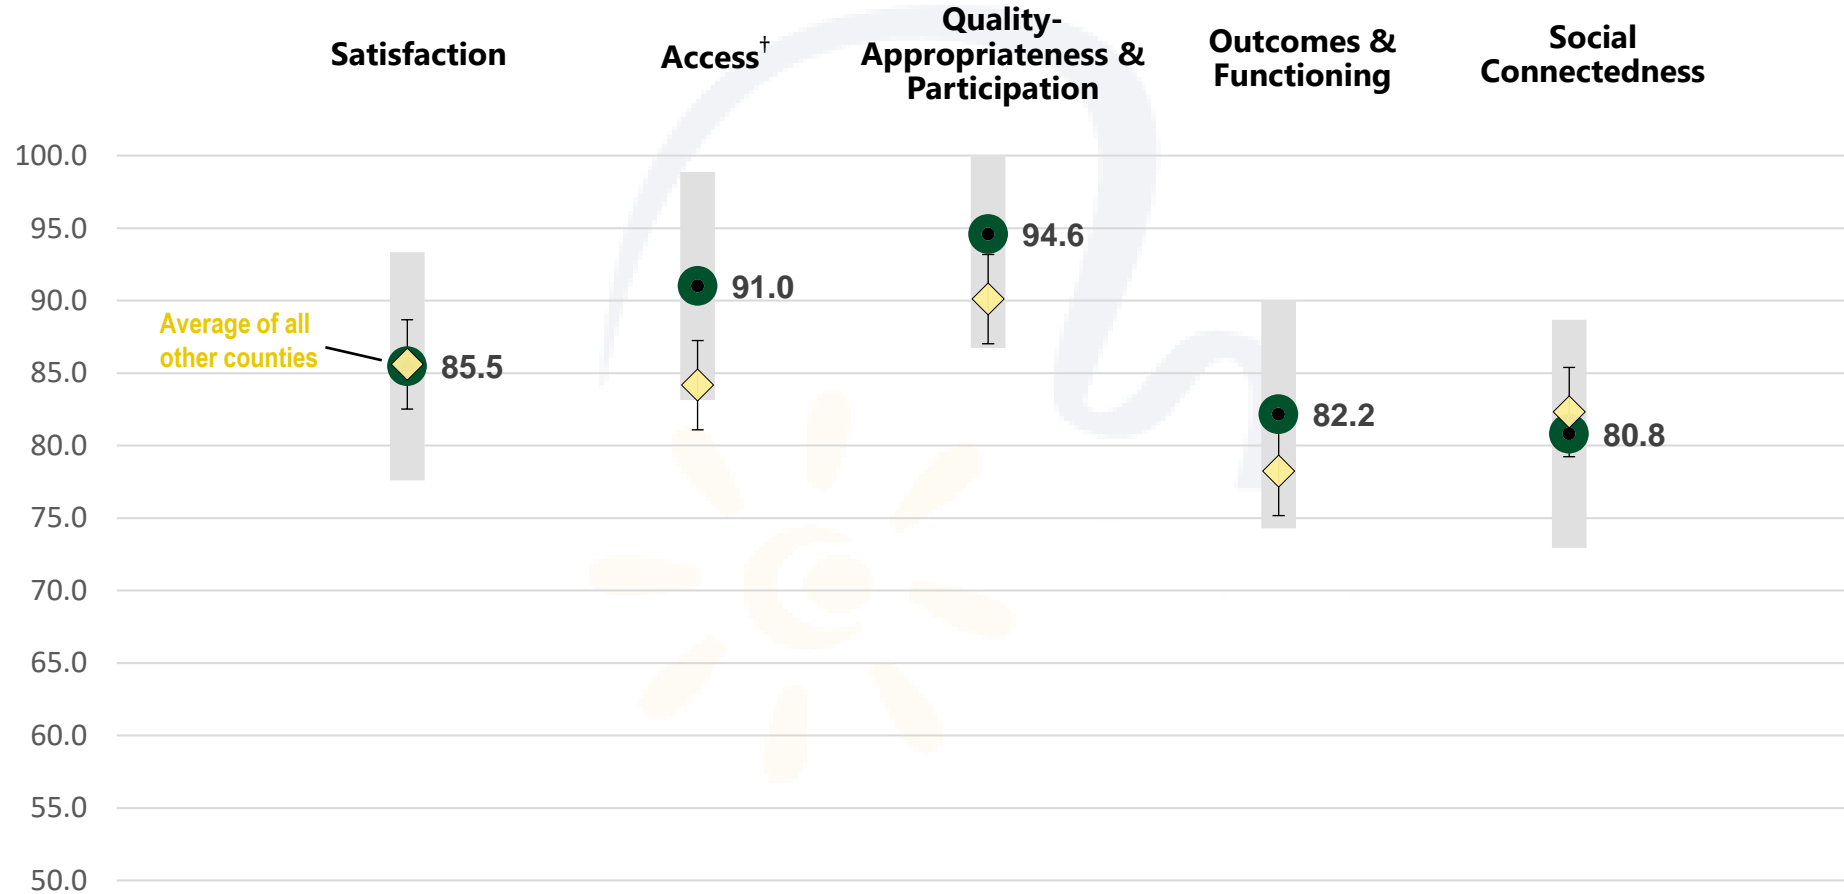 Satisfaction
Access†
Quality-
Appropriateness &
Participation
Outcomes &
Functioning
Social
Connectedness
100.0
95.0
90.0
85.0
80.0
75.0
70.0
65.0
60.0
55.0
50.0
Average of all
other counties
85.5
91.0
94.6
82.2
80.8